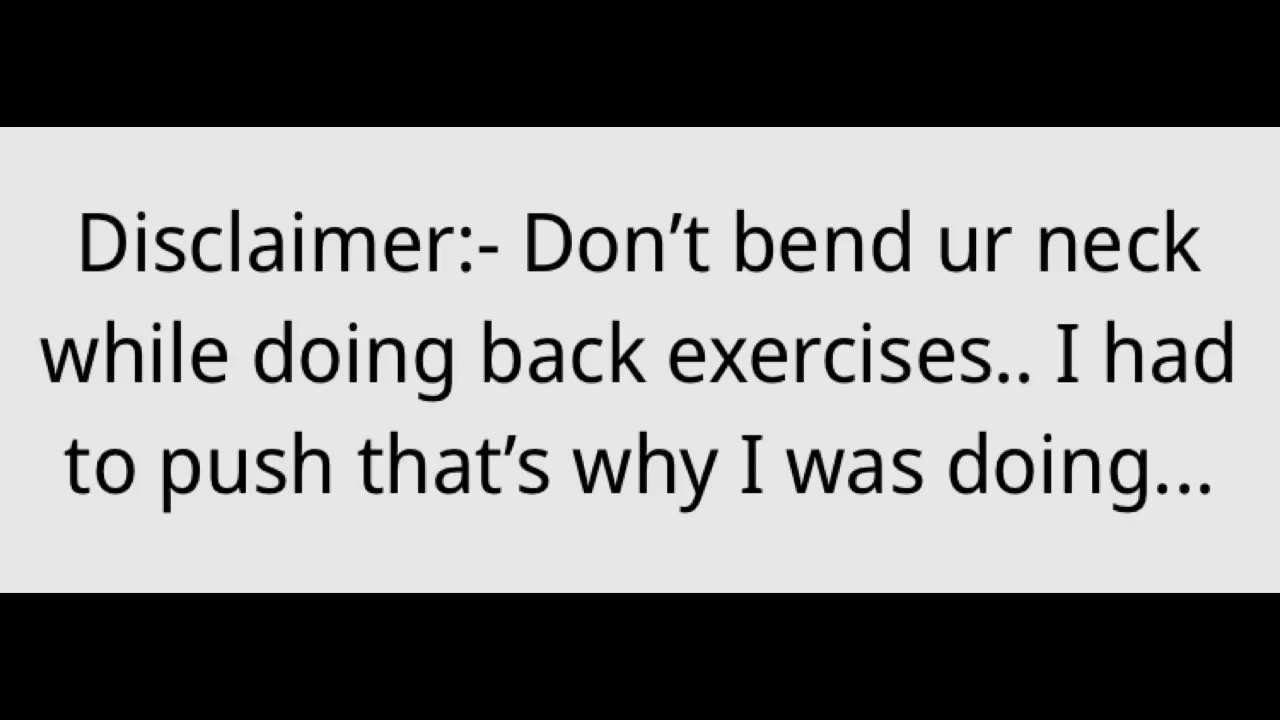 Disclaimer:- Don’t bend ur neck
while doing back exercises.. I had
to push that’s why I was doing...